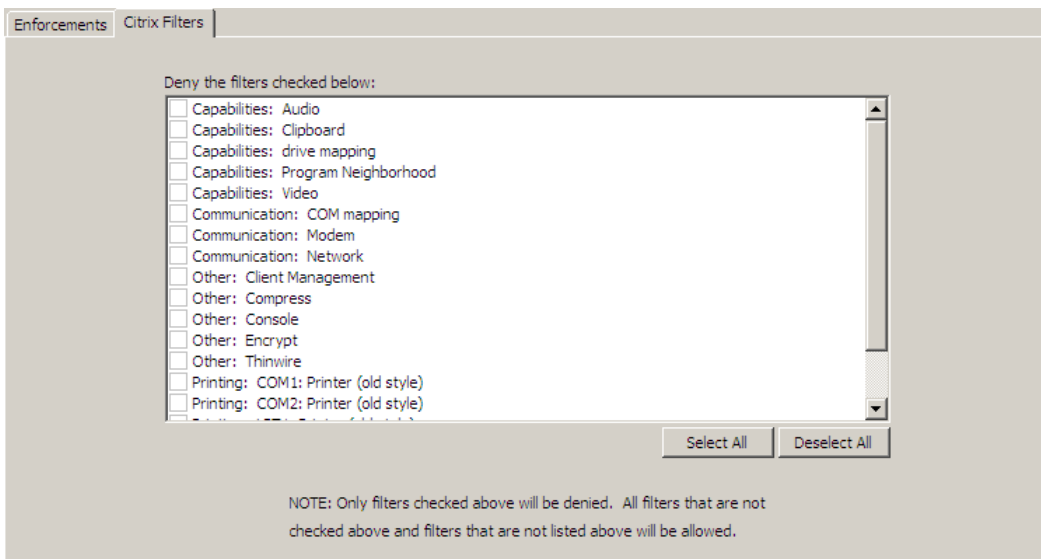 Enforcements Citrix Filters
Deny the filters checked below:
Capabilities: Audio
Capabilities: Clipboard
Capabilities: drive mapping
Capabilities: Program Neighborhood
Capabilities: Video
Communication: COM mapping
Communication: Modem
Communication: Network
Other: Client Management
Other: Compress
Other: Console
Other: Encrypt
Other: Thinwire
Printing: COM1: Printer (old style)
Printing: COM2: Printer (old style)
Select All Deselect All
NOTE: Only filters checked above will be denied. All filters that are not
checked above and filters that are not listed above will be allowed.